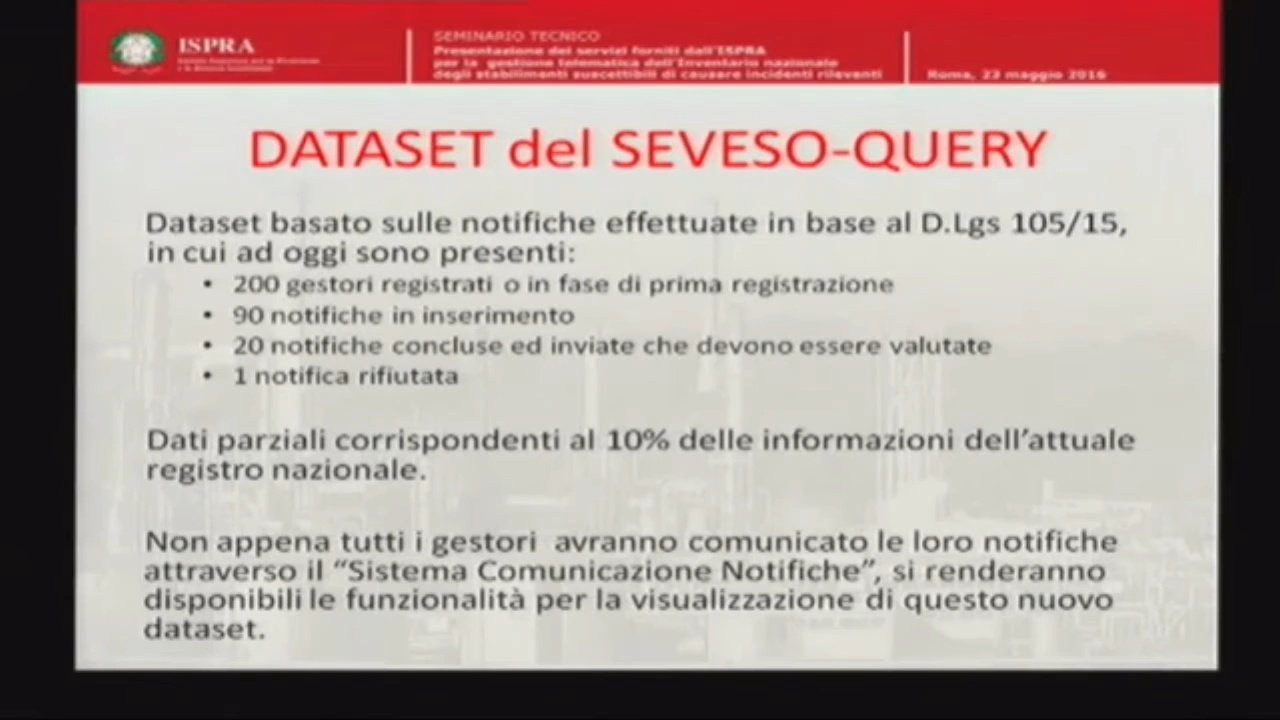 ISPRA
SEMINARIO TECNICO
Presentazione dei servizi forniti dall'ISPRA
per la gestione telematica dell'Inventario nazionale
degli stabilimenti suscettibili di causare incidenti rilevanti
Roma, 23 maggio 2016
DATASET del SEVESO-QUERY
Dataset basato sulle notifiche effettuate in base al D.Lgs 105/15,
in cui ad oggi sono presenti:
• 200 gestori registrati o in fase di prima registrazione
• 90 notifiche in inserimento
• 20 notifiche concluse ed inviate che devono essere valutate
• 1 notifica rifiutata
Dati parziali corrispondenti al 10% delle informazioni dell'attuale
registro nazionale.
Non appena tutti i gestori avranno comunicato le loro notifiche
attraverso il “Sistema Comunicazione Notifiche”, si renderanno
disponibili le funzionalità per la visualizzazione di questo nuovo
dataset.